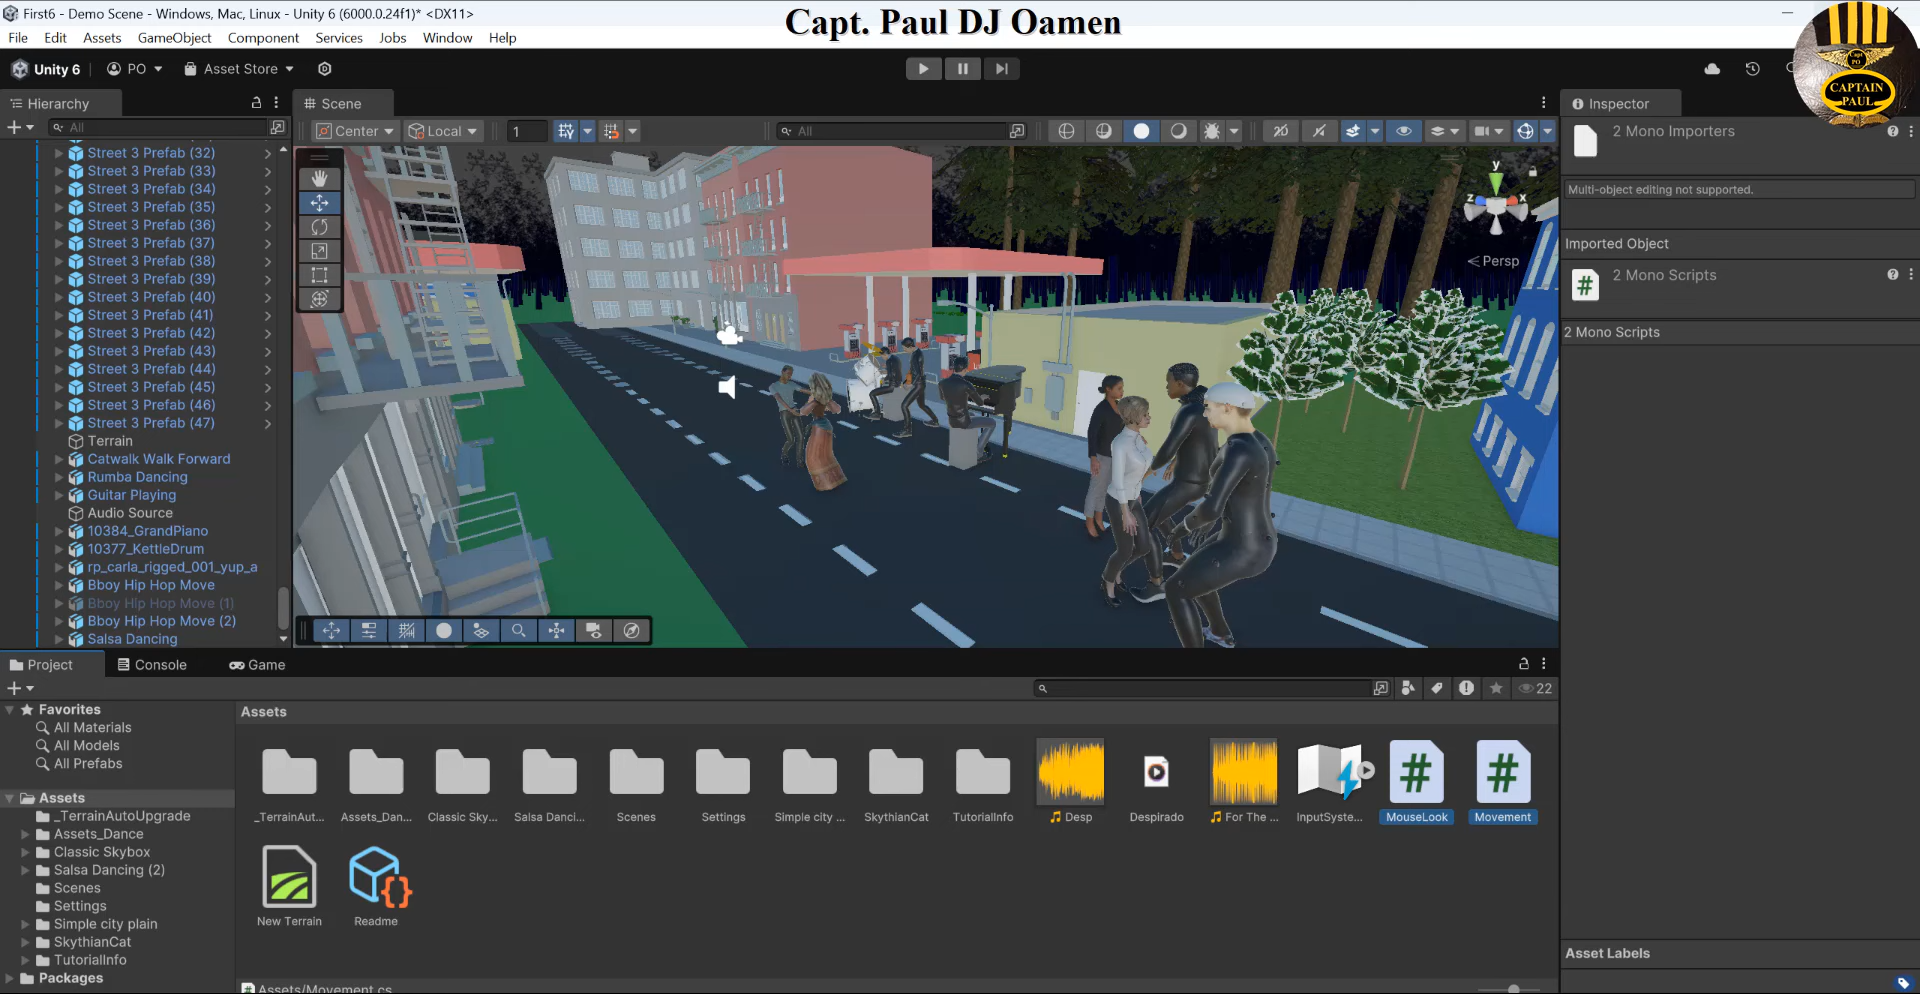 First6 - Demo Scene - Windows, Mac, Linux - Unity 6 (6000.0.24f1)* <DX11>
Capt. Paul DJ Oamen
File Edit Assets GameObject Component Services Jobs Window Help
Unity 6 PO Asset Store
CAPTAIN
PAUL
Hierarchy
Scene
Inspector
All
Center Local 1
All
2D
2 Mono Importers
Multi-object editing not supported.
Imported Object
2 Mono Scripts
2 Mono Scripts
y
z
x
Persp
Street 3 Prefab (32)
Street 3 Prefab (33)
Street 3 Prefab (34)
Street 3 Prefab (35)
Street 3 Prefab (36)
Street 3 Prefab (37)
Street 3 Prefab (38)
Street 3 Prefab (39)
Street 3 Prefab (40)
Street 3 Prefab (41)
Street 3 Prefab (42)
Street 3 Prefab (43)
Street 3 Prefab (44)
Street 3 Prefab (45)
Street 3 Prefab (46)
Street 3 Prefab (47)
Terrain
Catwalk Walk Forward
Rumba Dancing
Guitar Playing
Audio Source
10384_GrandPiano
10377_KettleDrum
rp_carla_rigged_001_yup_a
Bboy Hip Hop Move
Bboy Hip Hop Move (1)
Bboy Hip Hop Move (2)
Salsa Dancing
Project Console Game
22
Favorites
All Materials
All Models
All Prefabs
Assets
_TerrainAutoUpgrade
Assets_Dance
Classic Skybox
Salsa Dancing (2)
Scenes
Settings
Simple city plain
SkythianCat
TutorialInfo
Packages
Assets
_TerrainAut... Assets_Dan... Classic Sky... Salsa Danci... Scenes Settings Simple city ... SkythianCat TutorialInfo Desp Despirado For The ... InputSyste... MouseLook Movement
New Terrain Readme
Assets/Movement.cs
Asset Labels